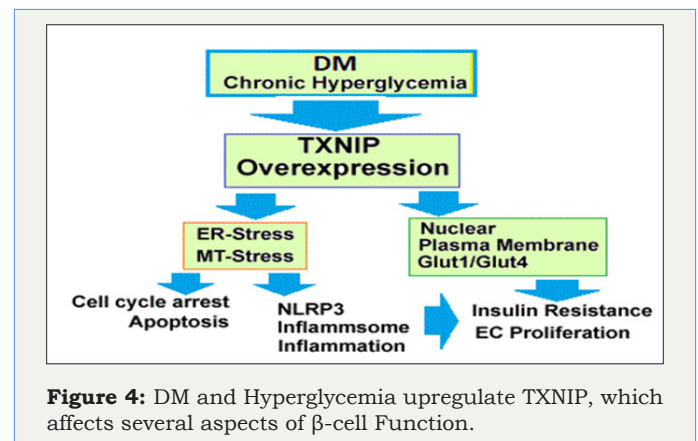 DM
Chronic Hyperglycemia
TXNIP
Overexpression
ER-Stress
MT-Stress
Nuclear
Plasma Membrane
Glut1/Glut4
Cell cycle arrest
Apoptosis
NLRP3
Inflammsome
Inflammation
Insulin Resistance
EC Proliferation
Figure 4: DM and Hyperglycemia upregulate TXNIP, which
affects several aspects of β-cell Function.